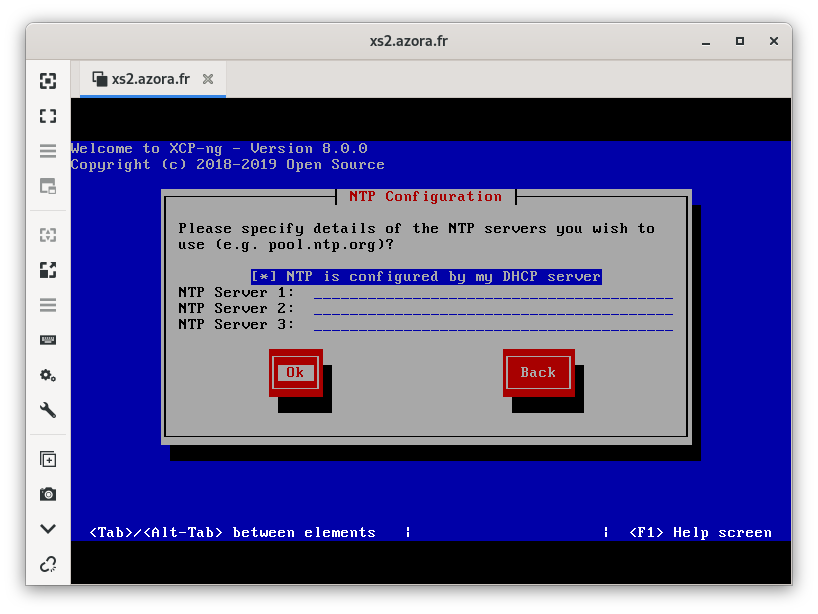 xs2.azora.fr
xs2.azora.fr
Welcome to XCP-ng - Version 8.0.0
Copyright (c) 2018-2019 Open Source
NTP Configuration
Please specify details of the NTP servers you wish to
use (e.g. pool.ntp.org)?
[*] NTP is configured by my DHCP server
NTP Server 1: ________________________________________
NTP Server 2: ________________________________________
NTP Server 3: ________________________________________
Ok Back
<Tab>/<Alt-Tab> between elements | | <F1> Help screen